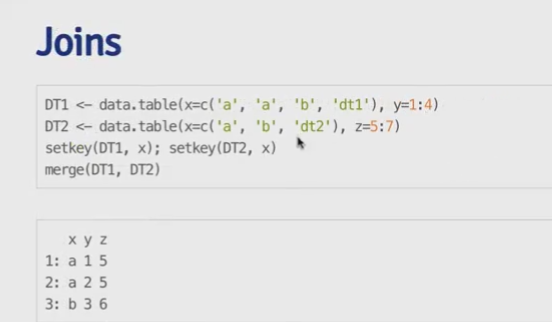 Joins
DT1 <- data.table(x=c('a', 'a', 'b', 'dt1'), y=1:4)
DT2 <- data.table(x=c('a', 'b', 'dt2'), z=5:7)
setkey(DT1, x); setkey(DT2, x)
merge(DT1, DT2)
x y z
1: a 1 5
2: a 2 5
3: b 3 6